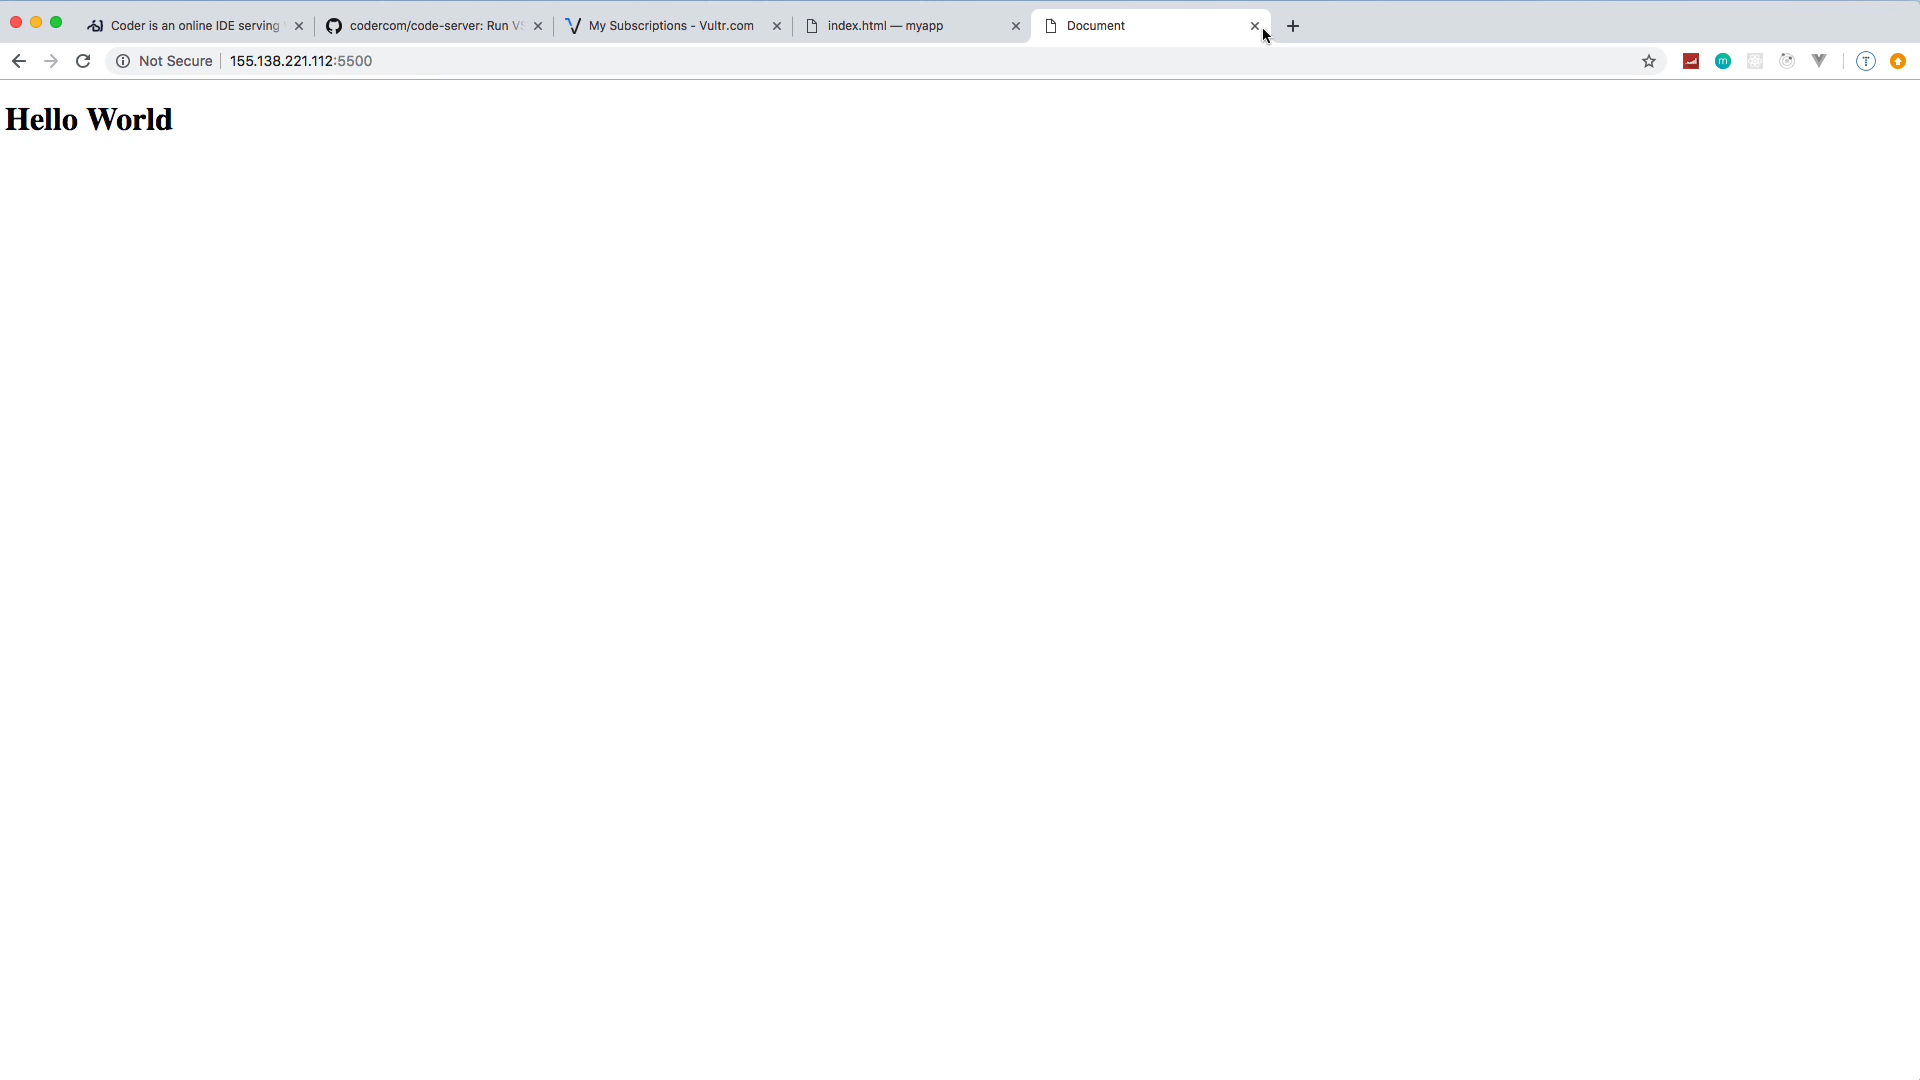 Coder is an online IDE serving
codercom/code-server: Run VS
My Subscriptions - Vultr.com
index.html — myapp
Document
Not Secure
155.138.221.112:5500
Hello World